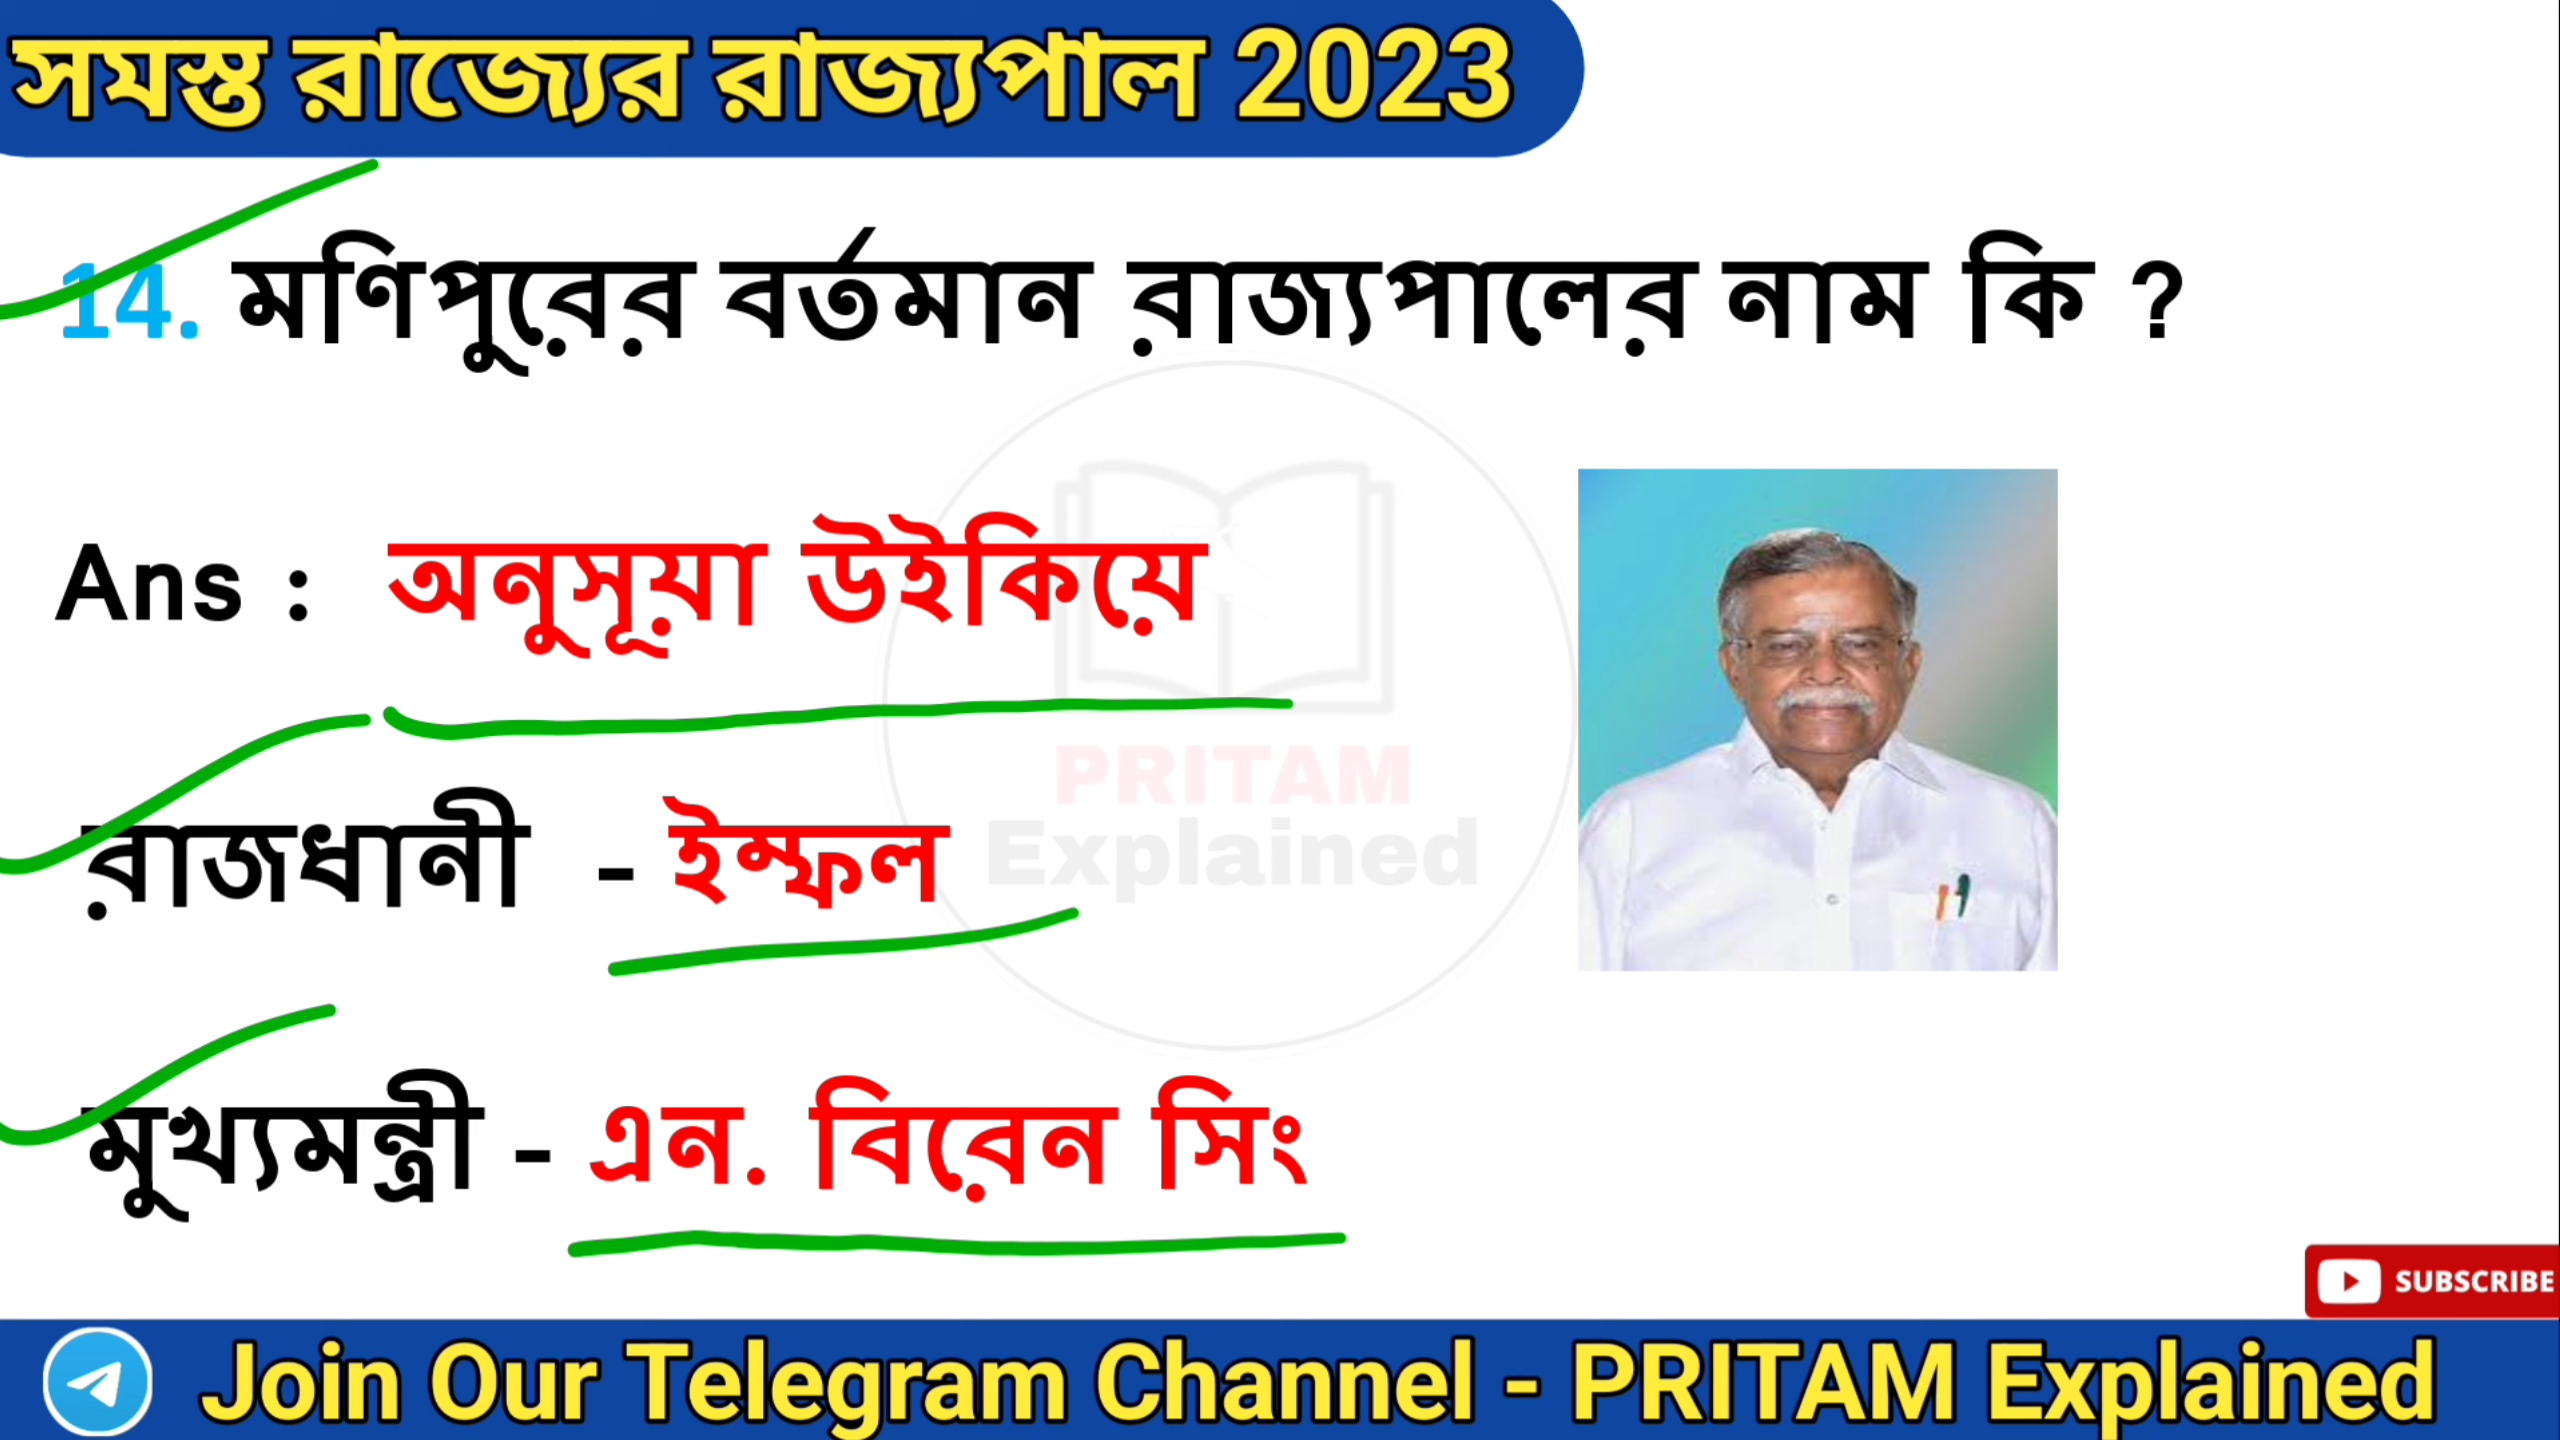 সমস্ত রাজ্যের রাজ্যপাল 2023
14. মণিপুরের বর্তমান রাজ্যপালের নাম কি ?
Ans : অনুসূয়া উইকিয়ে
PRITAM
Explained
রাজধানী - ইম্ফল
মুখ্যমন্ত্রী - এন. বিরেন সিং
SUBSCRIBE
Join Our Telegram Channel - PRITAM Explained